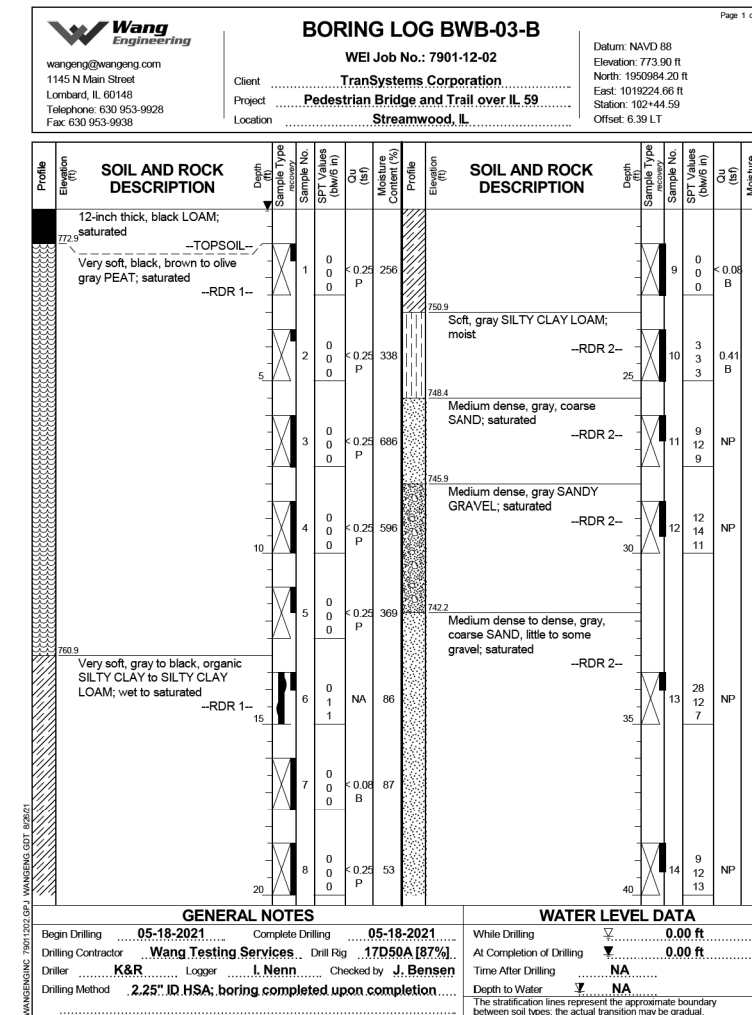 Page 1 o
Wang
Engineering
wangeng@wangeng.com
1145 N Main Street
Lombard, IL 60148
Telephone: 630 953-9928
Fax: 630 953-9938
BORING LOG BWB-03-B
WEI Job No.: 7901-12-02
Client TranSystems Corporation
Project Pedestrian Bridge and Trail over IL 59
Location Streamwood, IL
Datum: NAVD 88
Elevation: 773.90 ft
North: 1950984.20 ft
East: 1019224.66 ft
Station: 102+44.59
Offset: 6.39 LT
Profile
Elevation (ft)
SOIL AND ROCK DESCRIPTION
Depth (ft)
Sample Type
recovery
Sample No.
SPT Values (blw/6 in)
Qu (tsf)
Moisture Content (%)
12-inch thick, black LOAM;
saturated
772.9
--TOPSOIL--
Very soft, black, brown to olive
gray PEAT; saturated
--RDR 1--
1 0 0 0 < 0.25 P 256
2 0 0 0 < 0.25 P 338
5
3 0 0 0 < 0.25 P 686
4 0 0 0 < 0.25 P 596
10
5 0 0 0 < 0.25 P 369
760.9
Very soft, gray to black, organic
SILTY CLAY to SILTY CLAY
LOAM; wet to saturated
--RDR 1--
6 0 1 1 NA 86
15
7 0 0 0 < 0.08 B 87
8 0 0 0 < 0.25 P 53
20
Profile
Elevation (ft)
SOIL AND ROCK DESCRIPTION
Depth (ft)
Sample Type
recovery
Sample No.
SPT Values (blw/6 in)
Qu (tsf)
Moisture
9 0 0 0 < 0.08 B
750.9
Soft, gray SILTY CLAY LOAM;
moist
--RDR 2--
10 3 3 3 0.41 B
25
748.4
Medium dense, gray, coarse
SAND; saturated
--RDR 2--
11 9 12 9 NP
745.9
Medium dense, gray SANDY
GRAVEL; saturated
--RDR 2--
12 12 14 11 NP
30
742.2
Medium dense to dense, gray,
coarse SAND, little to some
gravel; saturated
--RDR 2--
13 28 12 7 NP
35
14 9 12 13 NP
40
GENERAL NOTES
Begin Drilling 05-18-2021 Complete Drilling 05-18-2021
Drilling Contractor Wang Testing Services Drill Rig 17D50A [87%]
Driller K&R Logger I. Nenn Checked by J. Bensen
Drilling Method 2.25" ID HSA; boring completed upon completion
WATER LEVEL DATA
While Drilling 0.00 ft
At Completion of Drilling 0.00 ft
Time After Drilling NA
Depth to Water NA
The stratification lines represent the approximate boundary
between soil types; the actual transition may be gradual.
WANGENGINC 79011202.GPJ WANGENG.GDT 8/26/21